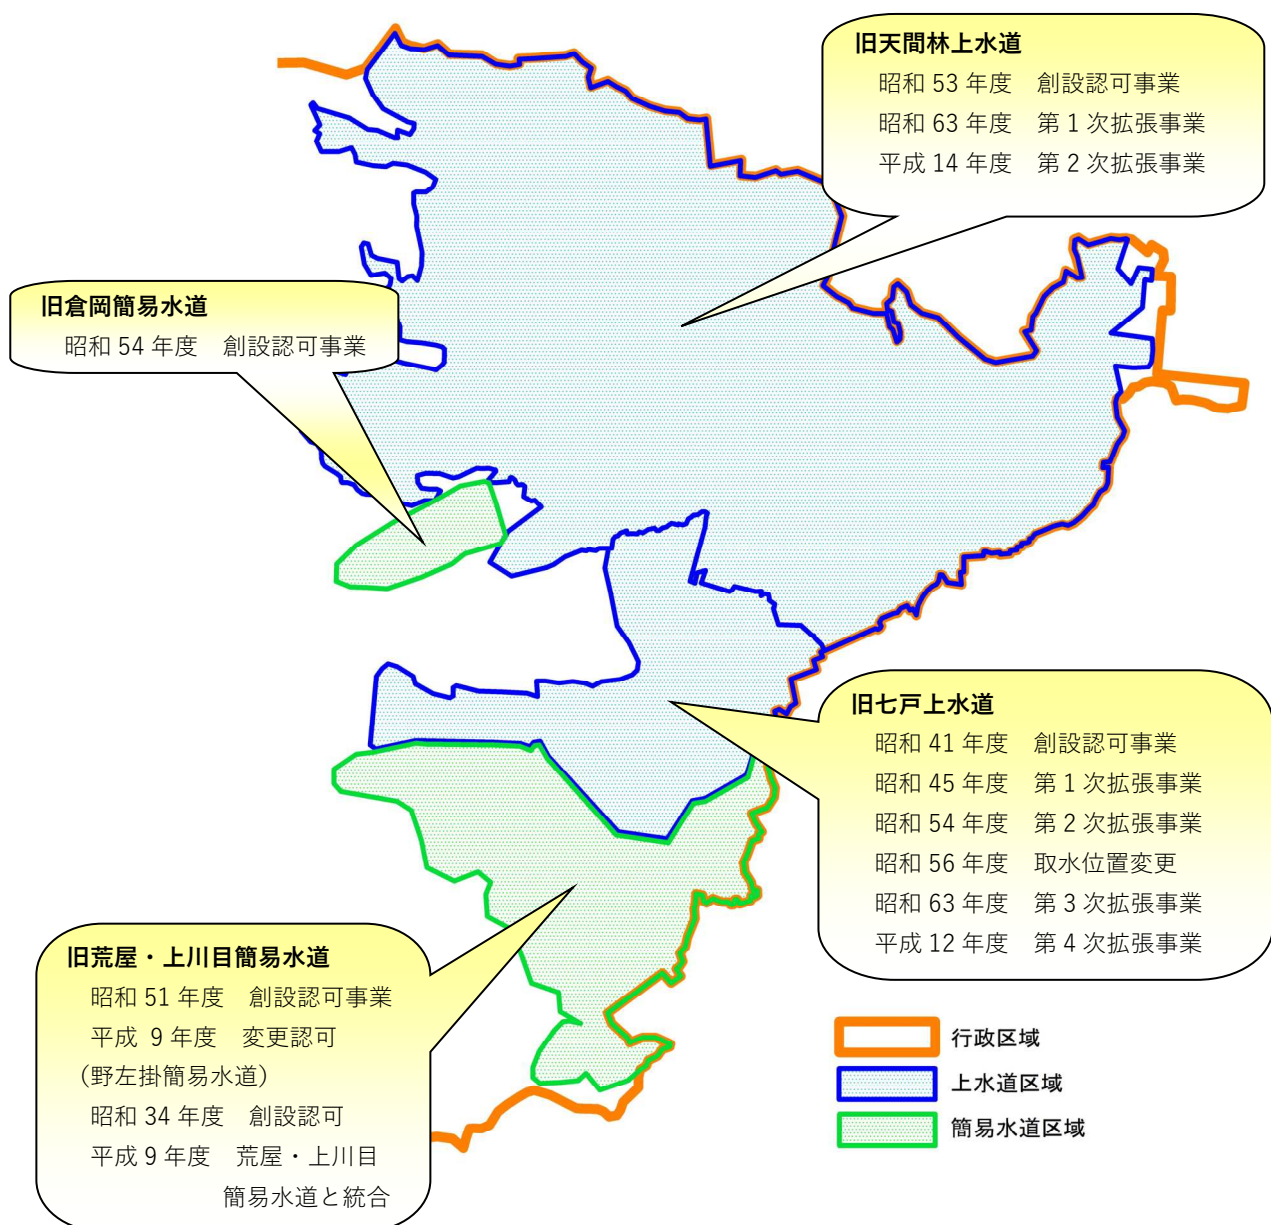 旧天間林上水道
昭和 53 年度 創設認可事業
昭和 63 年度 第 1 次拡張事業
平成 14 年度 第 2 次拡張事業
旧倉岡簡易水道
昭和 54 年度 創設認可事業
旧七戸上水道
昭和 41 年度 創設認可事業
昭和 45 年度 第 1 次拡張事業
昭和 54 年度 第 2 次拡張事業
昭和 56 年度 取水位置変更
昭和 63 年度 第 3 次拡張事業
平成 12 年度 第 4 次拡張事業
旧荒屋・上川目簡易水道
昭和 51 年度 創設認可事業
平成 9 年度 変更認可
（野左掛簡易水道）
昭和 34 年度 創設認可
平成 9 年度 荒屋・上川目
簡易水道と統合
行政区域
上水道区域
簡易水道区域